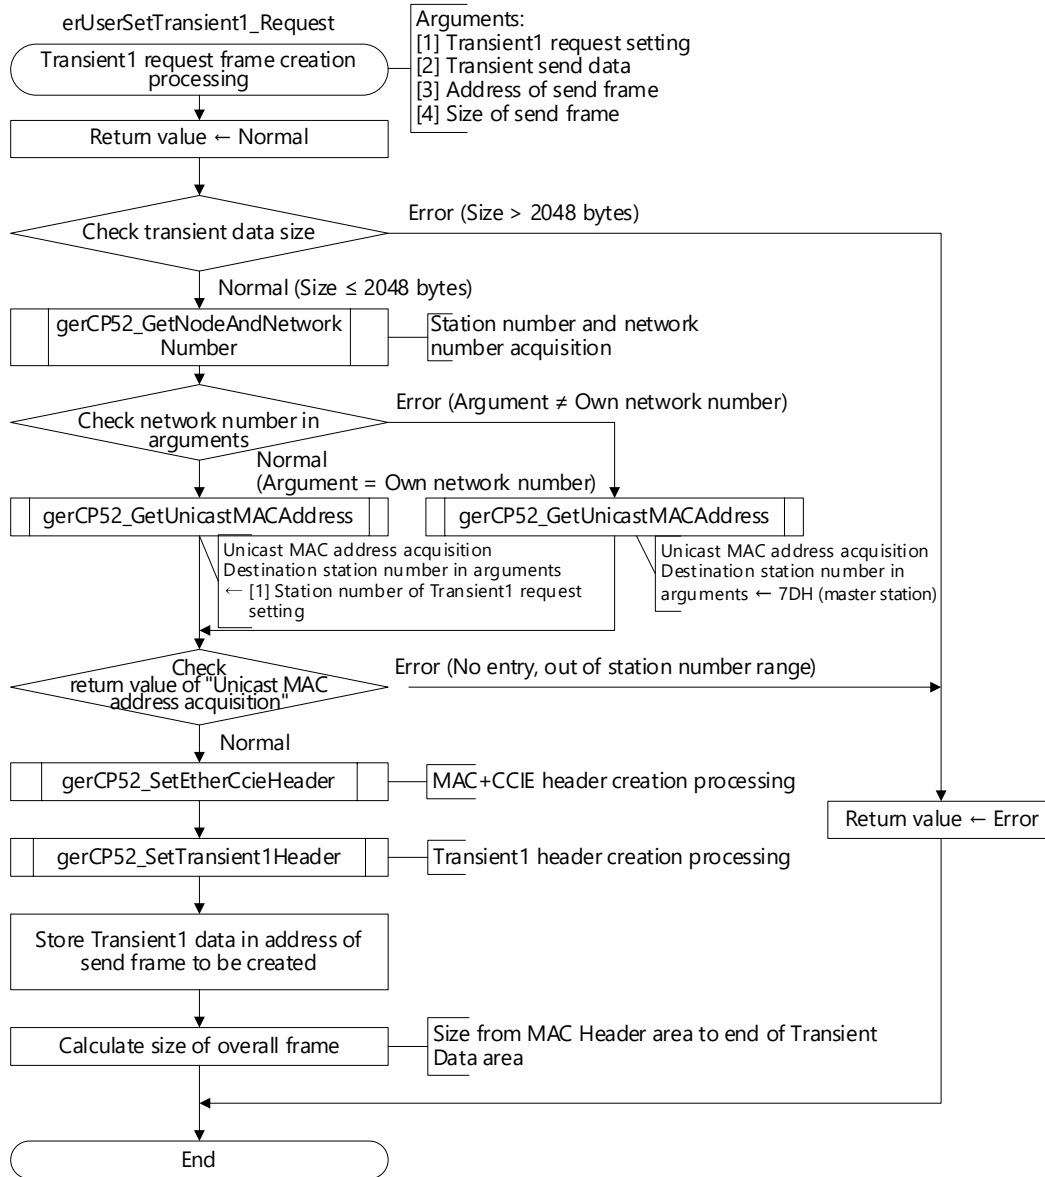 erUserSetTransient1_Request
Transient1 request frame creation
processing
Arguments:
[1] Transient1 request setting
[2] Transient send data
[3] Address of send frame
[4] Size of send frame
Return value ← Normal
Check transient data size
Error (Size > 2048 bytes)
Normal (Size ≤ 2048 bytes)
gerCP52_GetNodeAndNetwork
Number
Station number and network
number acquisition
Check network number in
arguments
Error (Argument ≠ Own network number)
Normal
(Argument = Own network number)
gerCP52_GetUnicastMACAddress
gerCP52_GetUnicastMACAddress
Unicast MAC address acquisition
Destination station number in arguments
← [1] Station number of Transient1 request
setting
Unicast MAC address acquisition
Destination station number in
arguments ← 7DH (master station)
Check
return value of "Unicast MAC
address acquisition"
Error (No entry, out of station number range)
Normal
gerCP52_SetEtherCcieHeader
MAC+CCIE header creation processing
Return value ← Error
gerCP52_SetTransient1Header
Transient1 header creation processing
Store Transient1 data in address of
send frame to be created
Calculate size of overall frame
Size from MAC Header area to end of Transient
Data area
End